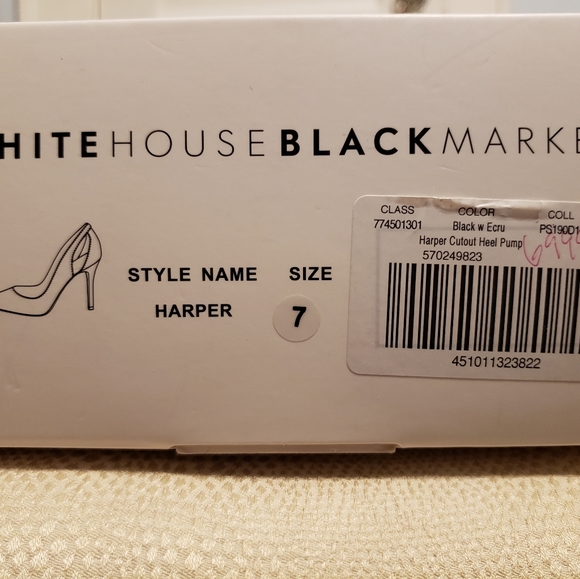 HITEHOUSEBLACKMARKE
CLASS COLOR COLL
774501301 Black w Ecru PS190D1
Harper Cutout Heel Pump
570249823
STYLE NAME SIZE
HARPER 7
451011323822